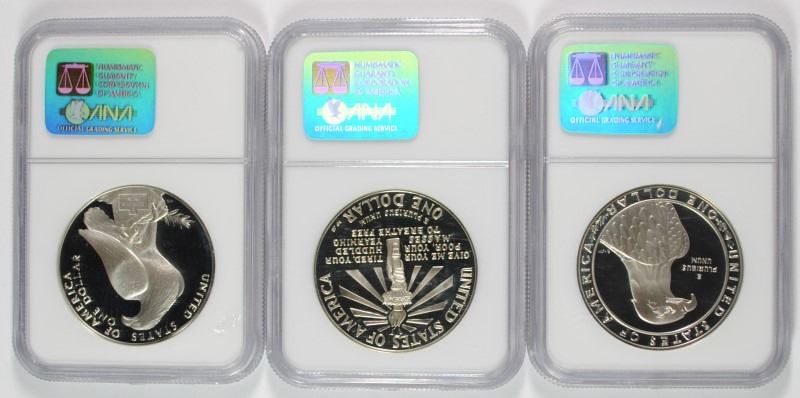 NUMISMATIC
GUARANTY
CORPORATION
OF AMERICA
ANA
OFFICIAL GRADING SERVICE
UNITED STATES OF AMERICA
ONE DOLLAR
NUMISMATIC
GUARANTY
CORPORATION
OF AMERICA
ANA
OFFICIAL GRADING SERVICE
UNITED STATES OF AMERICA
GIVE ME YOUR
TIRED, YOUR
POOR, YOUR
HUDDLED
MASSES
YEARNING
TO BREATHE FREE
E PLURIBUS UNUM
ONE DOLLAR
NUMISMATIC
GUARANTY
CORPORATION
OF AMERICA
ANA
OFFICIAL GRADING SERVICE
UNITED STATES OF AMERICA
ONE DOLLAR
E
PLURIBUS
UNUM